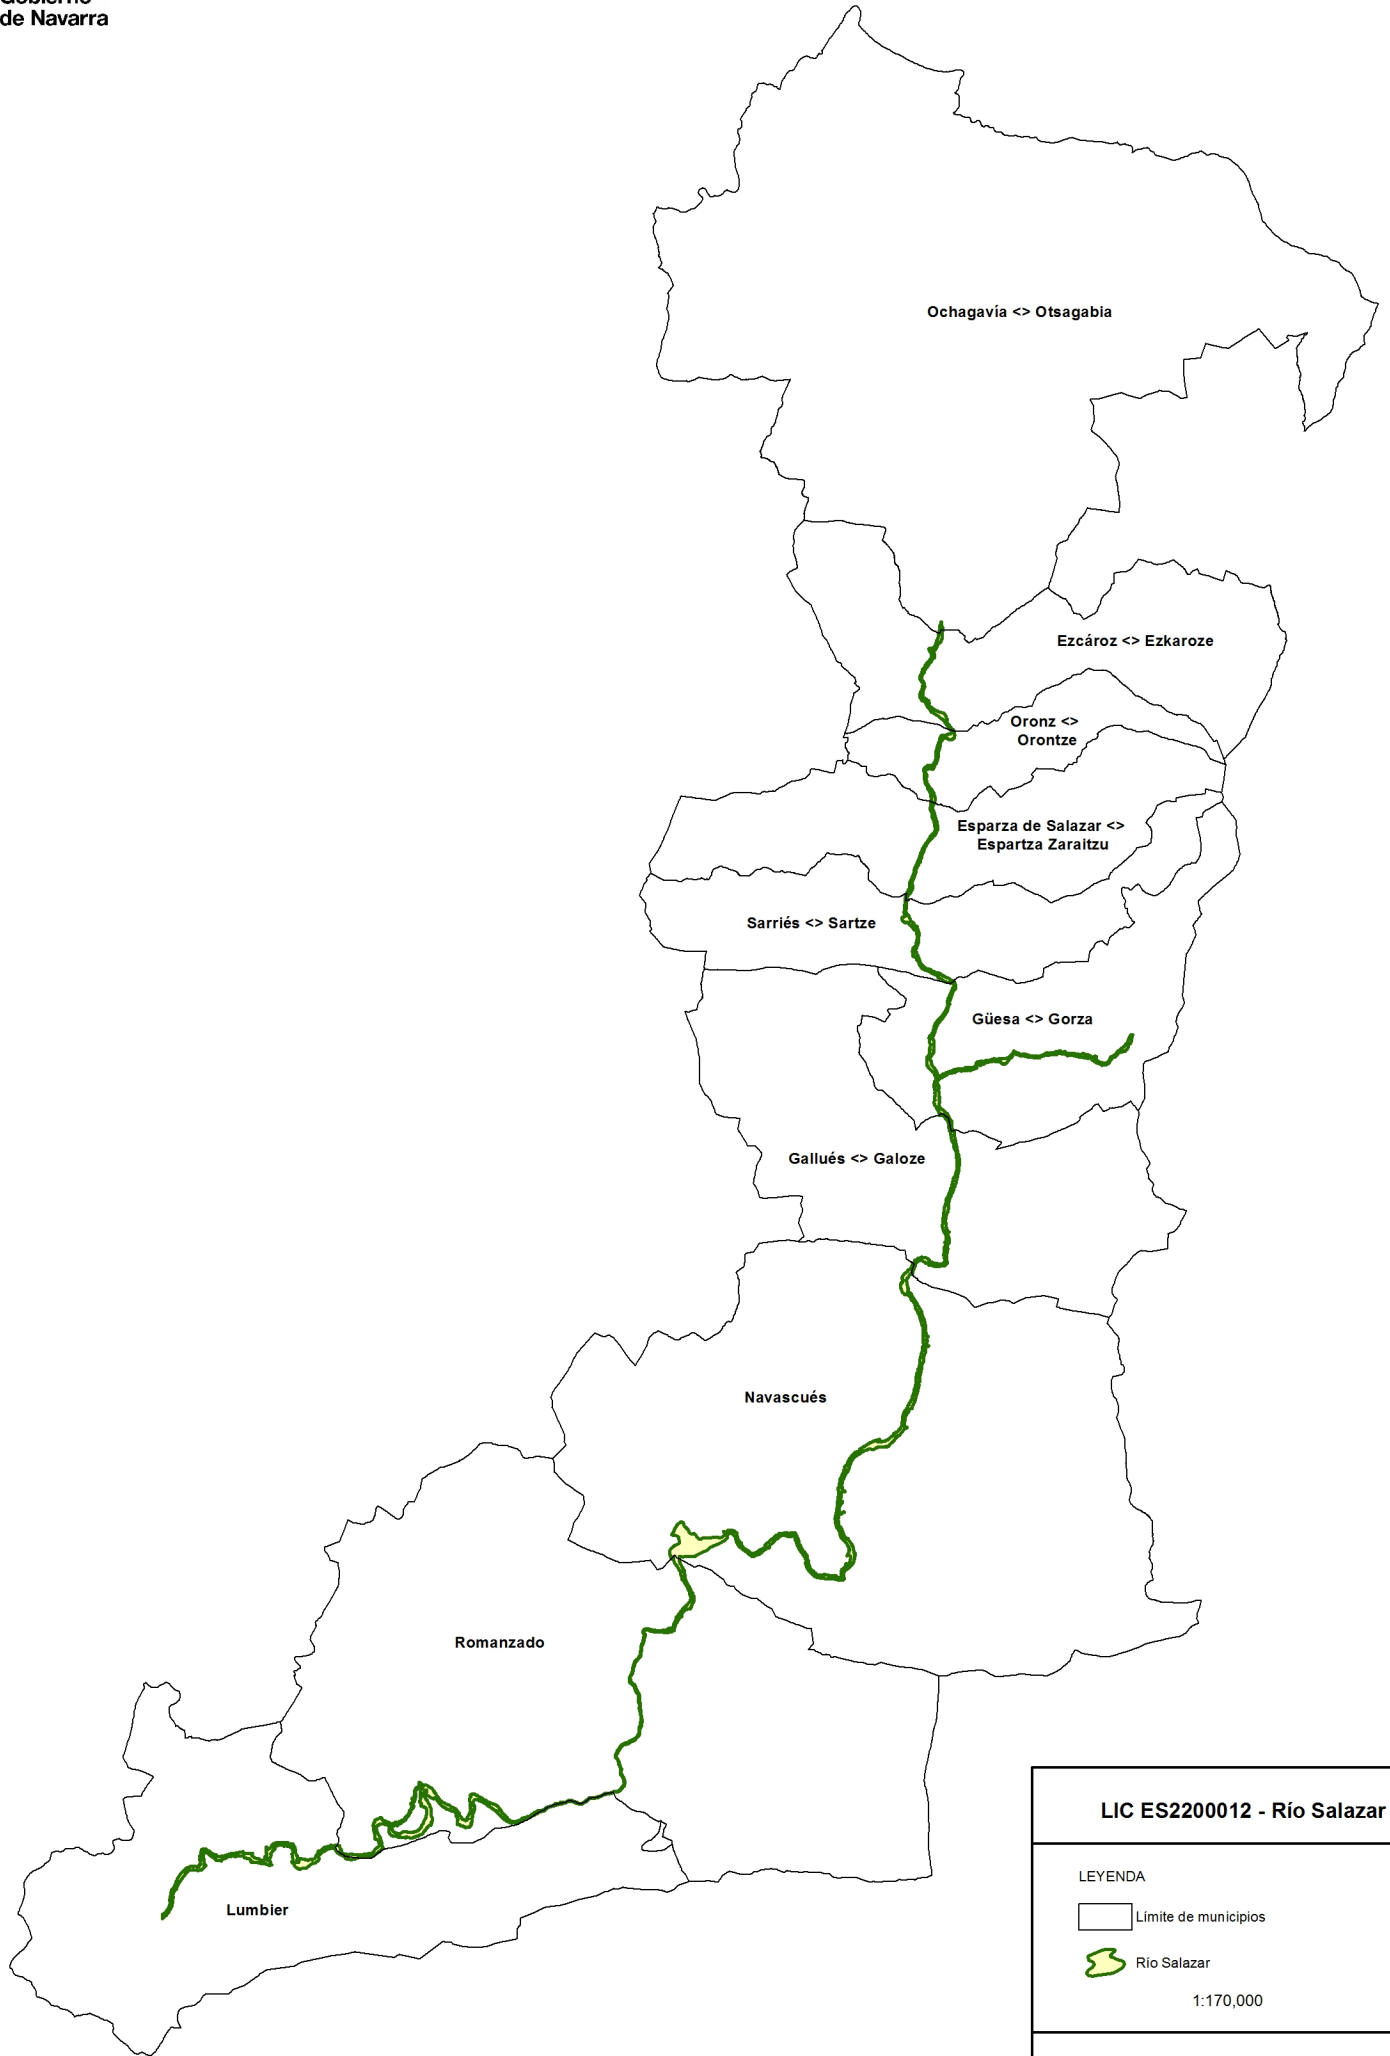 de Navarra
Ochagavía <> Otsagabia
Ezcároz <> Ezkaroze
Oronz <>
Orontze
Esparza de Salazar <>
Espartza Zaraitzu
Sarriés <> Sartze
Güesa <> Gorza
Gallués <> Galoze
Navascués
Romanzado
Lumbier
LIC ES2200012 - Río Salazar
LEYENDA
Límite de municipios
Río Salazar
1:170,000